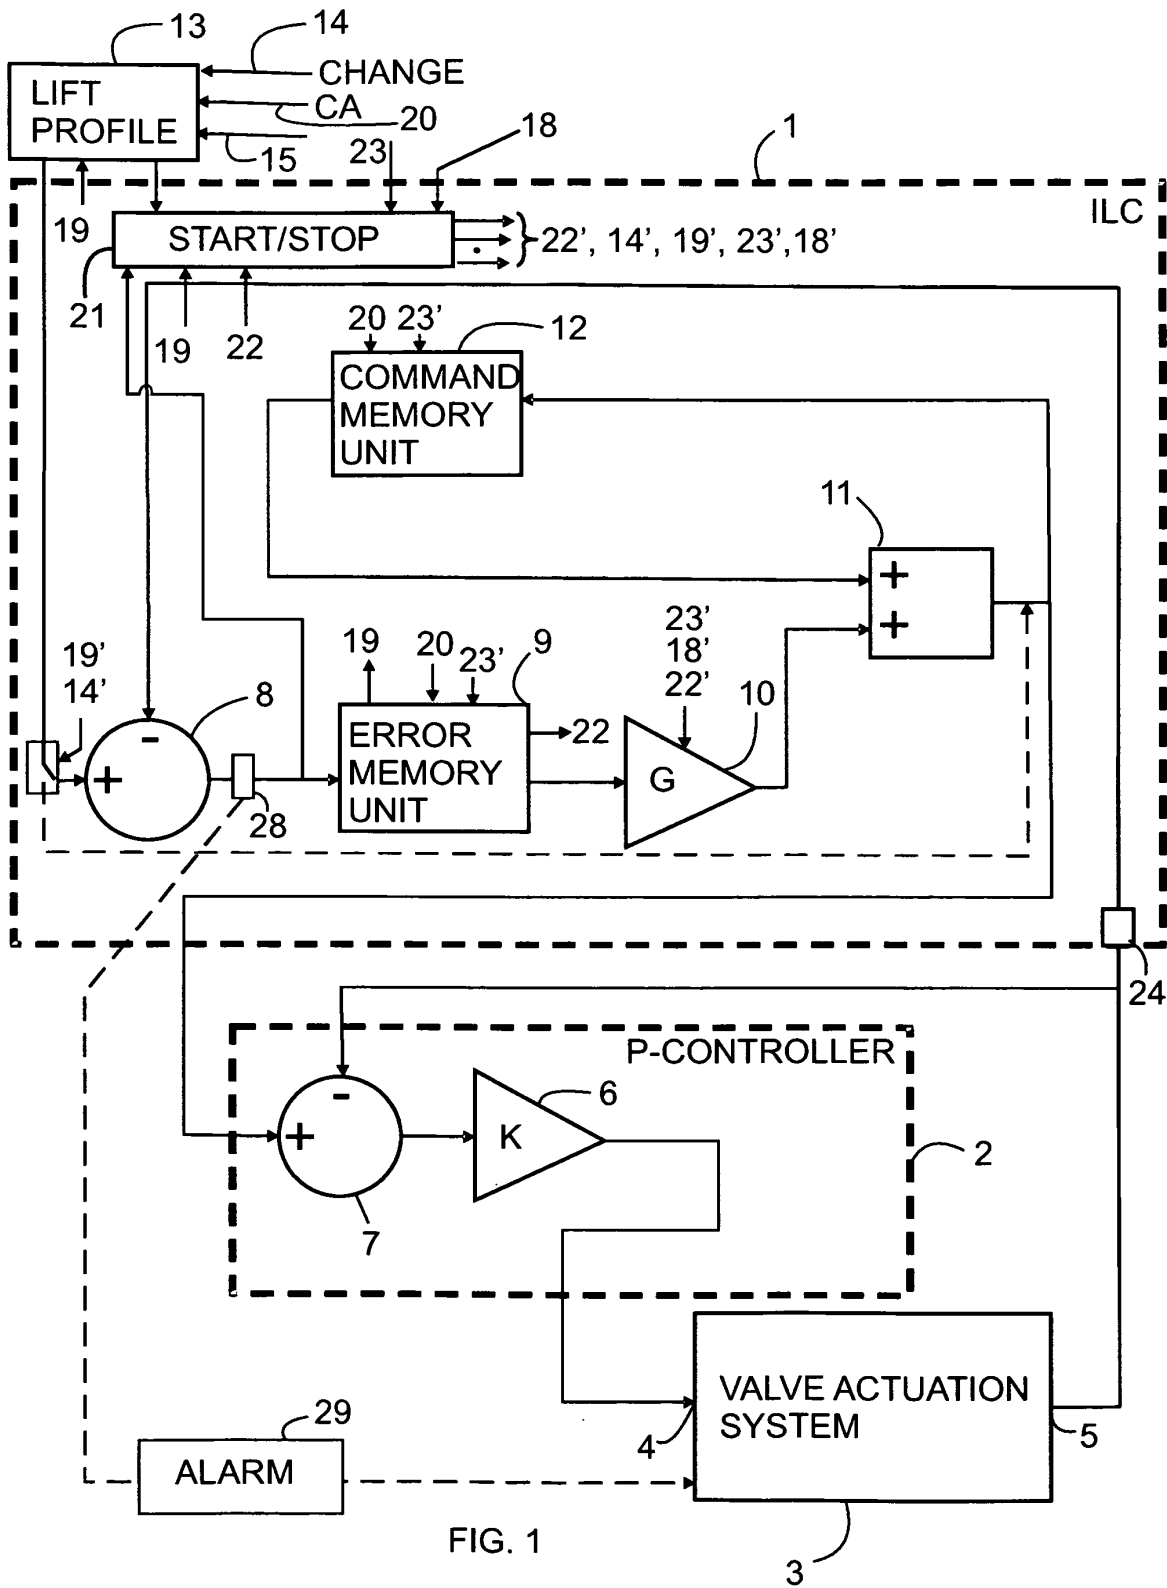 13
14
LIFT
PROFILE
CHANGE
CA
20
15
23
18
1
19
ILC
START/STOP
22', 14', 19', 23',18'
21
19
22
20
23'
12
COMMAND
MEMORY
UNIT
11
+
+
19'
14'
8
-
+
28
19
20
23'
9
ERROR
MEMORY
UNIT
22
23'
18'
22'
10
G
24
P-CONTROLLER
-
+
K
6
7
2
VALVE ACTUATION
SYSTEM
4
5
29
ALARM
3
FIG. 1